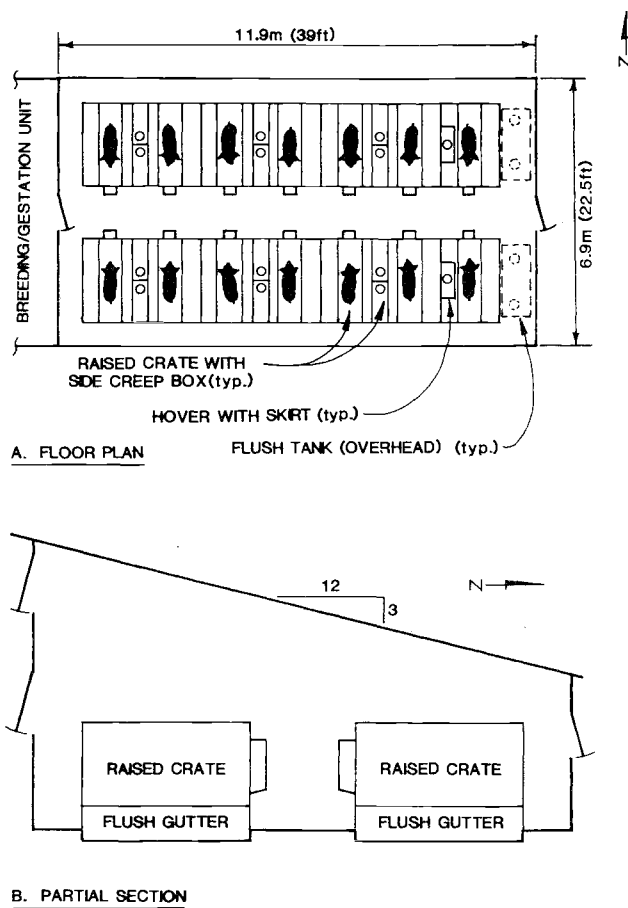 11.9m (39ft)
Z
BREEDING/GESTATION UNIT
6.9m (22.5ft)
RAISED CRATE WITH
SIDE CREEP BOX(typ.)
HOVER WITH SKIRT (typ.)
FLUSH TANK (OVERHEAD) (typ.)
A. FLOOR PLAN
12
3
Z
RAISED CRATE
RAISED CRATE
FLUSH GUTTER
FLUSH GUTTER
B. PARTIAL SECTION